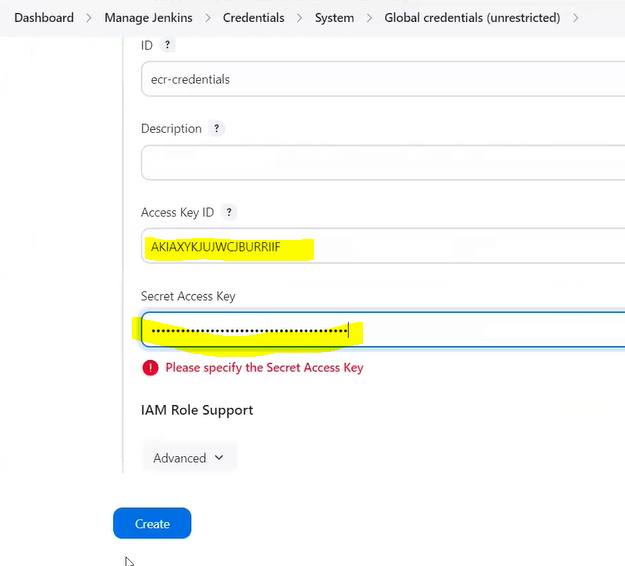 Dashboard > Manage Jenkins > Credentials > System > Global credentials (unrestricted) >
ID ?
ecr-credentials
Description ?
Access Key ID ?
AKIAXYKJUJWCJBURRIIF
Secret Access Key
Please specify the Secret Access Key
IAM Role Support
Advanced
Create